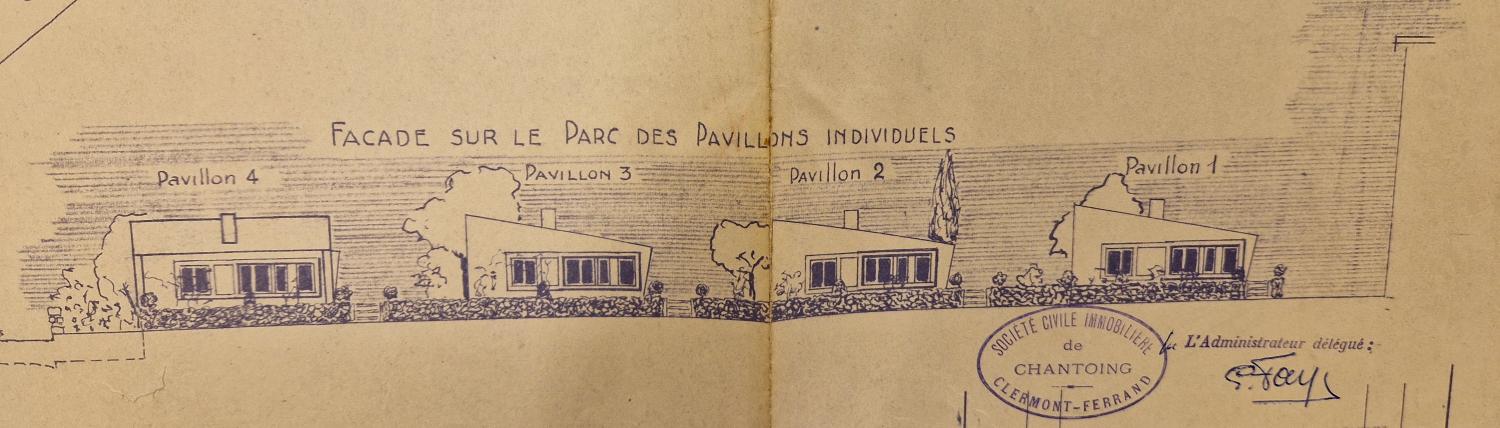 FACADE SUR LE PARC DES PAVILLONS INDIVIDUELS
Pavillon 4
PAVILLON 3
Pavillon 2
Pavillon 1
SOCIÉTÉ CIVILE IMMOBILIÈRE
de
CHANTOING
CLERMONT-FERRAND
L'Administrateur délégué :